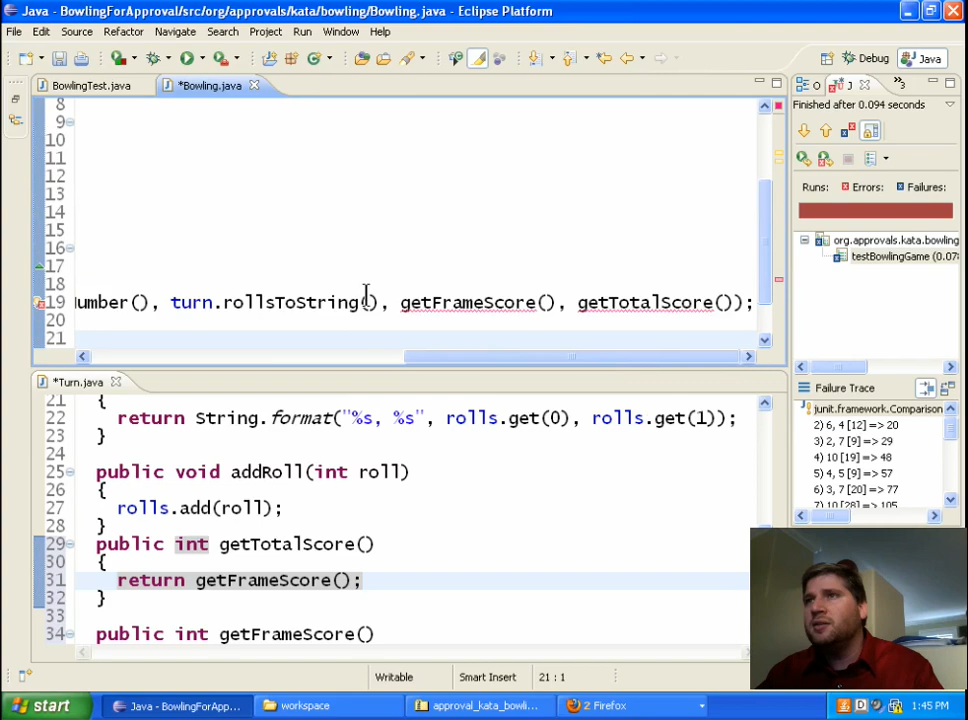 Java - BowlingForApproval/src/org/approvals/kata/bowling/Bowling.java - Eclipse Platform
File Edit Source Refactor Navigate Search Project Run Window Help
Debug Java
BowlingTest.java *Bowling.java
O J 3
Finished after 0.094 seconds
8
9
10
11
12
13
14
15
16
17
18
19 umber(), turn.rollsToString(), getFrameScore(), getTotalScore());
20
21
Runs: Errors: Failures:
org.approvals.kata.bowling
testBowlingGame (0.078
*Turn.java
21 {
22 return String.format("%s, %s", rolls.get(0), rolls.get(1));
23 }
24
25 public void addRoll(int roll)
26 {
27 rolls.add(roll);
28 }
29 public int getTotalScore()
30 {
31 return getFrameScore();
32 }
33
34 public int getFrameScore()
Failure Trace
junit.framework.Comparison
2) 6, 4 [12] => 20
3) 2, 7 [9] => 29
4) 10 [19] => 48
5) 4, 5 [9] => 57
6) 3, 7 [20] => 77
7) 10 [28] => 105
Writable Smart Insert 21 : 1
start Java - BowlingForApp... workspace approval_kata_bowli... 2 Firefox 1:45 PM